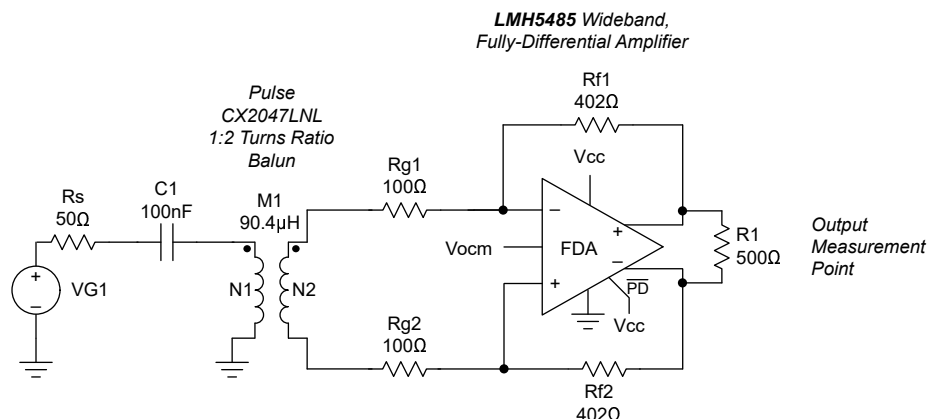 LMH5485 Wideband,
Fully-Differential Amplifier
Rf1
402Ω
Pulse
CX2047LNL
1:2 Turns Ratio
Balun
Vcc
Rg1
100Ω
C1
100nF
M1
90.4µH
Rs
50Ω
−
+
Vocm
FDA
+
−
R1
500Ω
Output
Measurement
Point
+
−
VG1
N1
N2
PD
Vcc
Rg2
100Ω
Rf2
402Ω